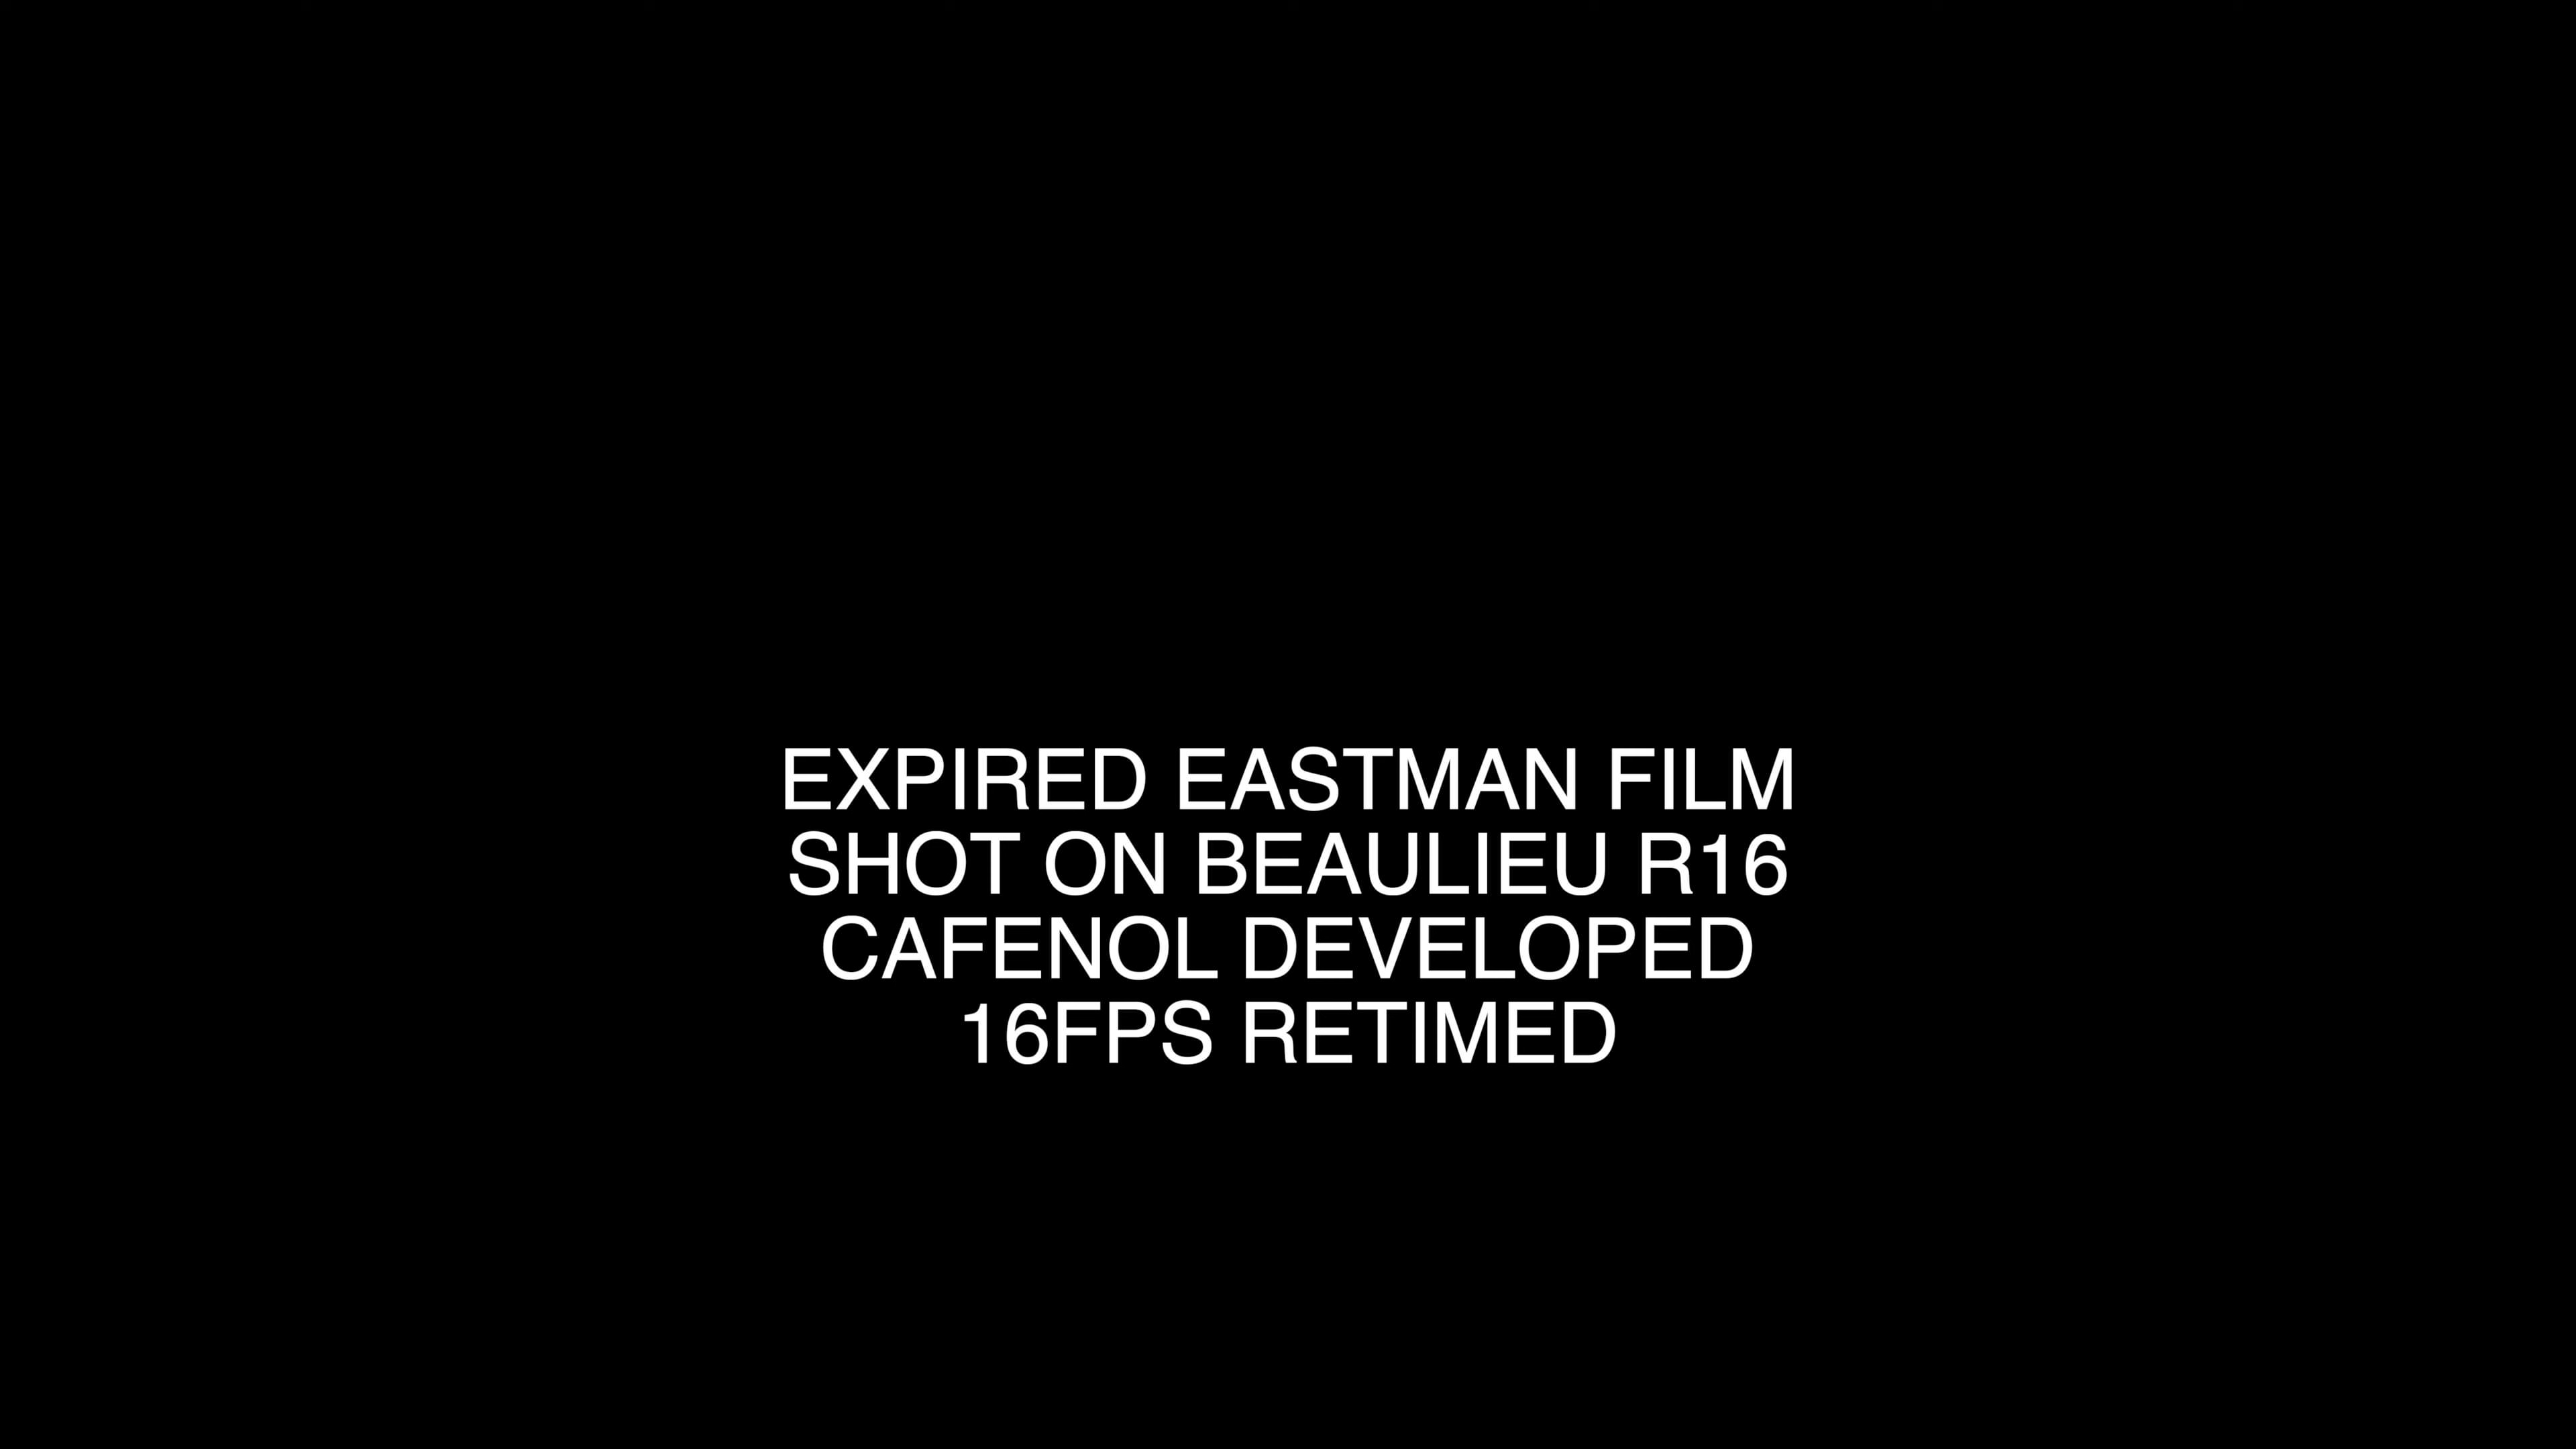 EXPIRED EASTMAN FILM
SHOT ON BEAULIEU R16
CAFENOL DEVELOPED
16FPS RETIMED